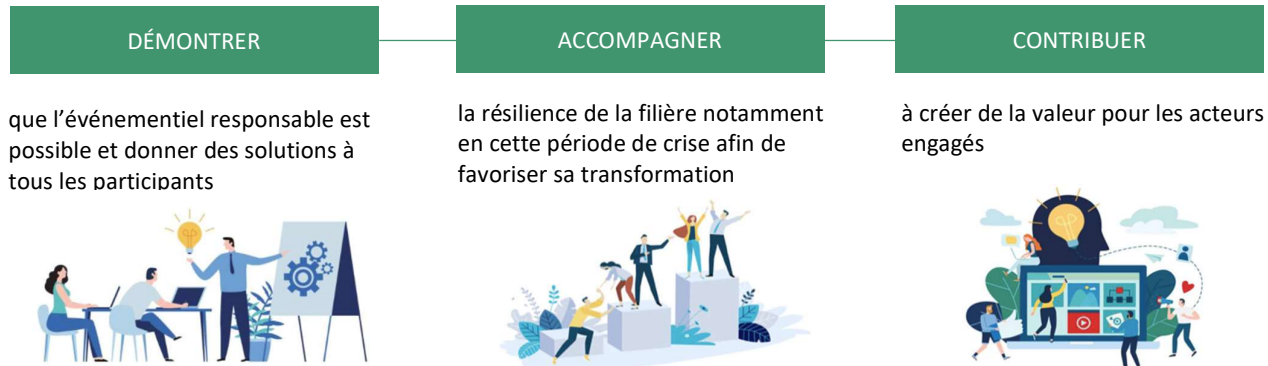 DÉMONTRER
que l’événementiel responsable est
possible et donner des solutions à
tous les participants
ACCOMPAGNER
la résilience de la filière notamment
en cette période de crise afin de
favoriser sa transformation
CONTRIBUER
à créer de la valeur pour les acteurs
engagés